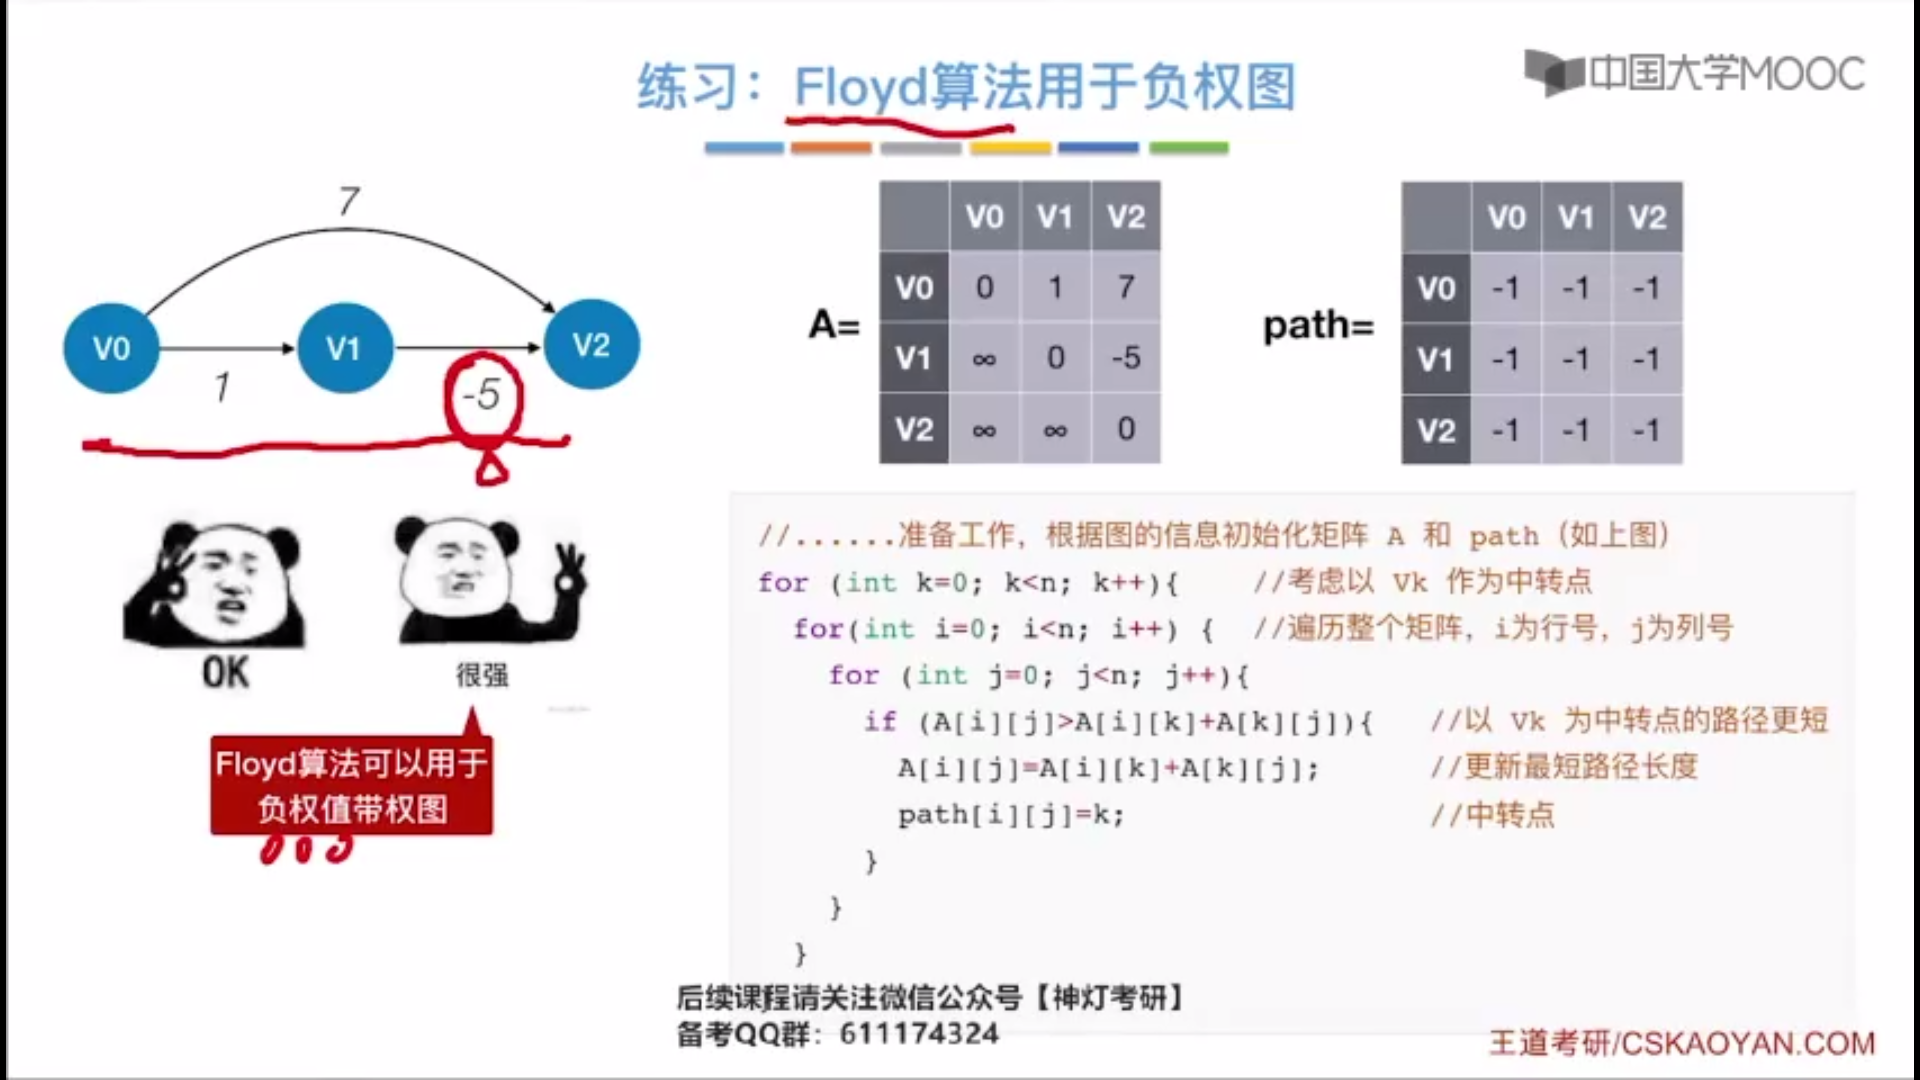 练习：Floyd算法用于负权图
中国大学MOOC
7
V0
V1
V2
1
-5
A=
V0 V1 V2
V0 0 1 7
V1 ∞ 0 -5
V2 ∞ ∞ 0
path=
V0 V1 V2
V0 -1 -1 -1
V1 -1 -1 -1
V2 -1 -1 -1
OK
很强
Floyd算法可以用于
负权值带权图
//......准备工作，根据图的信息初始化矩阵 A 和 path（如上图）
for (int k=0; k<n; k++){ //考虑以 Vk 作为中转点
for(int i=0; i<n; i++) { //遍历整个矩阵，i为行号，j为列号
for (int j=0; j<n; j++){
if (A[i][j]>A[i][k]+A[k][j]){ //以 Vk 为中转点的路径更短
A[i][j]=A[i][k]+A[k][j]; //更新最短路径长度
path[i][j]=k; //中转点
}
}
}
后续课程请关注微信公众号【神灯考研】
备考QQ群：611174324
王道考研/CSKAOYAN.COM